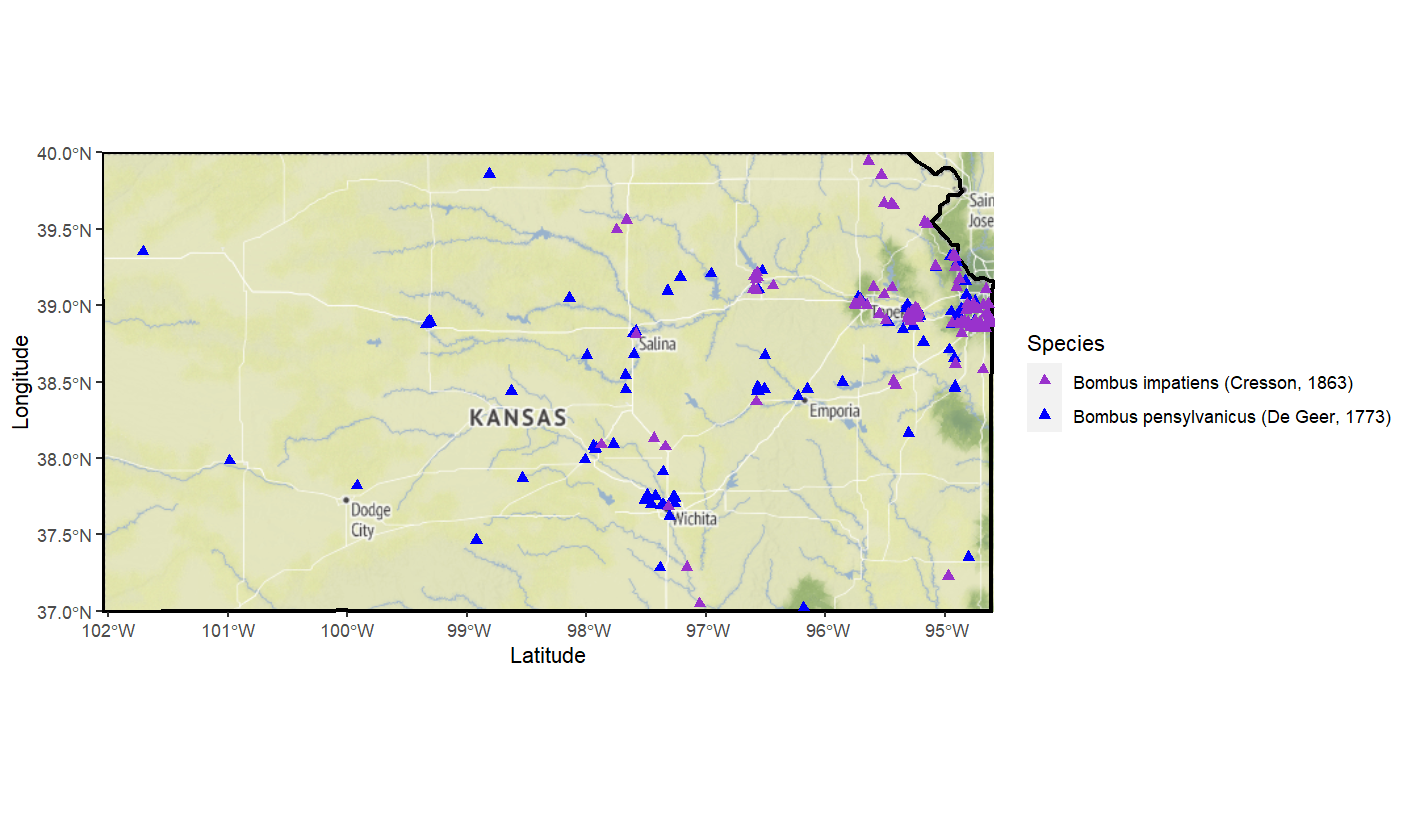 40.0°N
39.5°N
39.0°N
38.5°N
38.0°N
37.5°N
37.0°N
Longitude
Sain
Jose
Salina
KANSAS
Emporia
Dodge
City
Wichita
102°W
101°W
100°W
99°W
98°W
97°W
96°W
95°W
Latitude
Species
Bombus impatiens (Cresson, 1863)
Bombus pensylvanicus (De Geer, 1773)